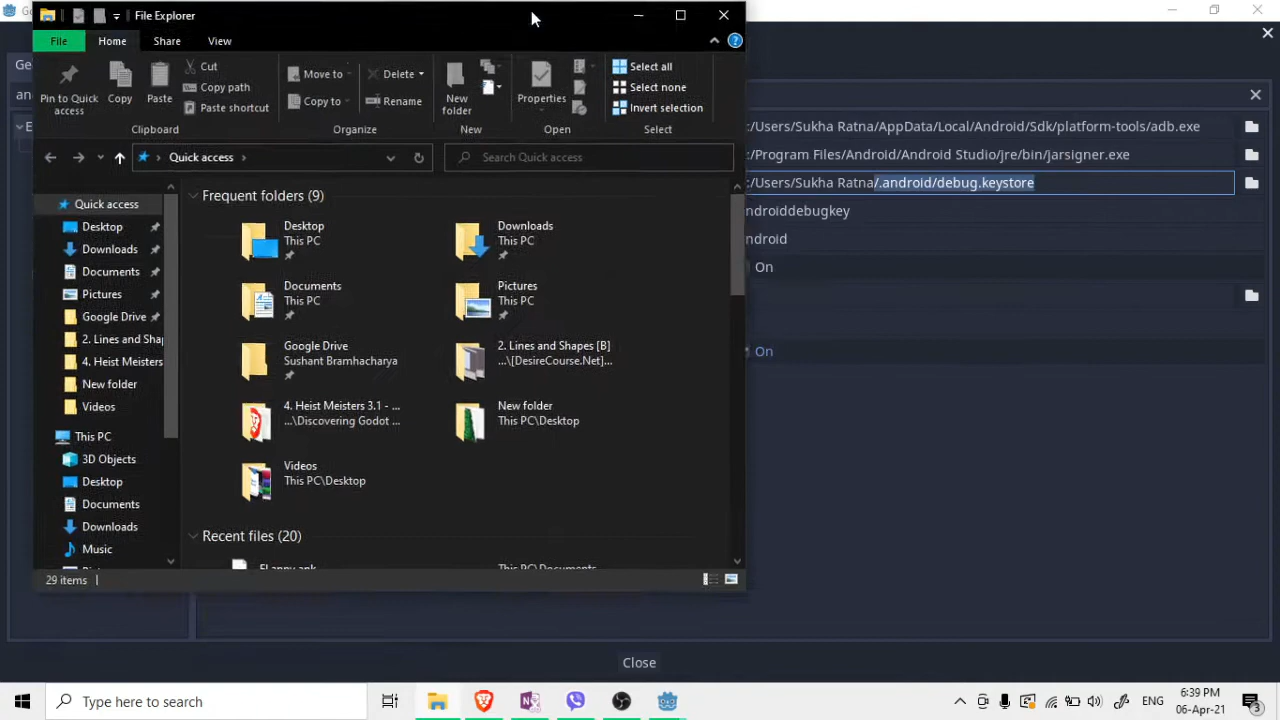 Go
File Explorer
File
Home
Share
View
Pin to Quick
access
Copy
Paste
Cut
Copy path
Paste shortcut
Clipboard
Move to
Copy to
Delete
Rename
Organize
New
folder
New
Properties
Open
Select all
Select none
Invert selection
Select
Quick access
Search Quick access
Quick access
Desktop
Downloads
Documents
Pictures
Google Drive
2. Lines and Shap
4. Heist Meisters
New folder
Videos
This PC
3D Objects
Desktop
Documents
Downloads
Music
Frequent folders (9)
Desktop
This PC
Downloads
This PC
Documents
This PC
Pictures
This PC
Google Drive
Sushant Bramhacharya
2. Lines and Shapes [B]
...\[DesireCourse.Net]...
4. Heist Meisters 3.1 - ...
...\Discovering Godot ...
New folder
This PC\Desktop
Videos
This PC\Desktop
Recent files (20)
29 items
Ge
an
E
:/Users/Sukha Ratna/AppData/Local/Android/Sdk/platform-tools/adb.exe
:/Program Files/Android/Android Studio/jre/bin/jarsigner.exe
:/Users/Sukha Ratna/.android/debug.keystore
ndroiddebugkey
ndroid
On
On
Close
Type here to search
ENG
6:39 PM
06-Apr-21
3